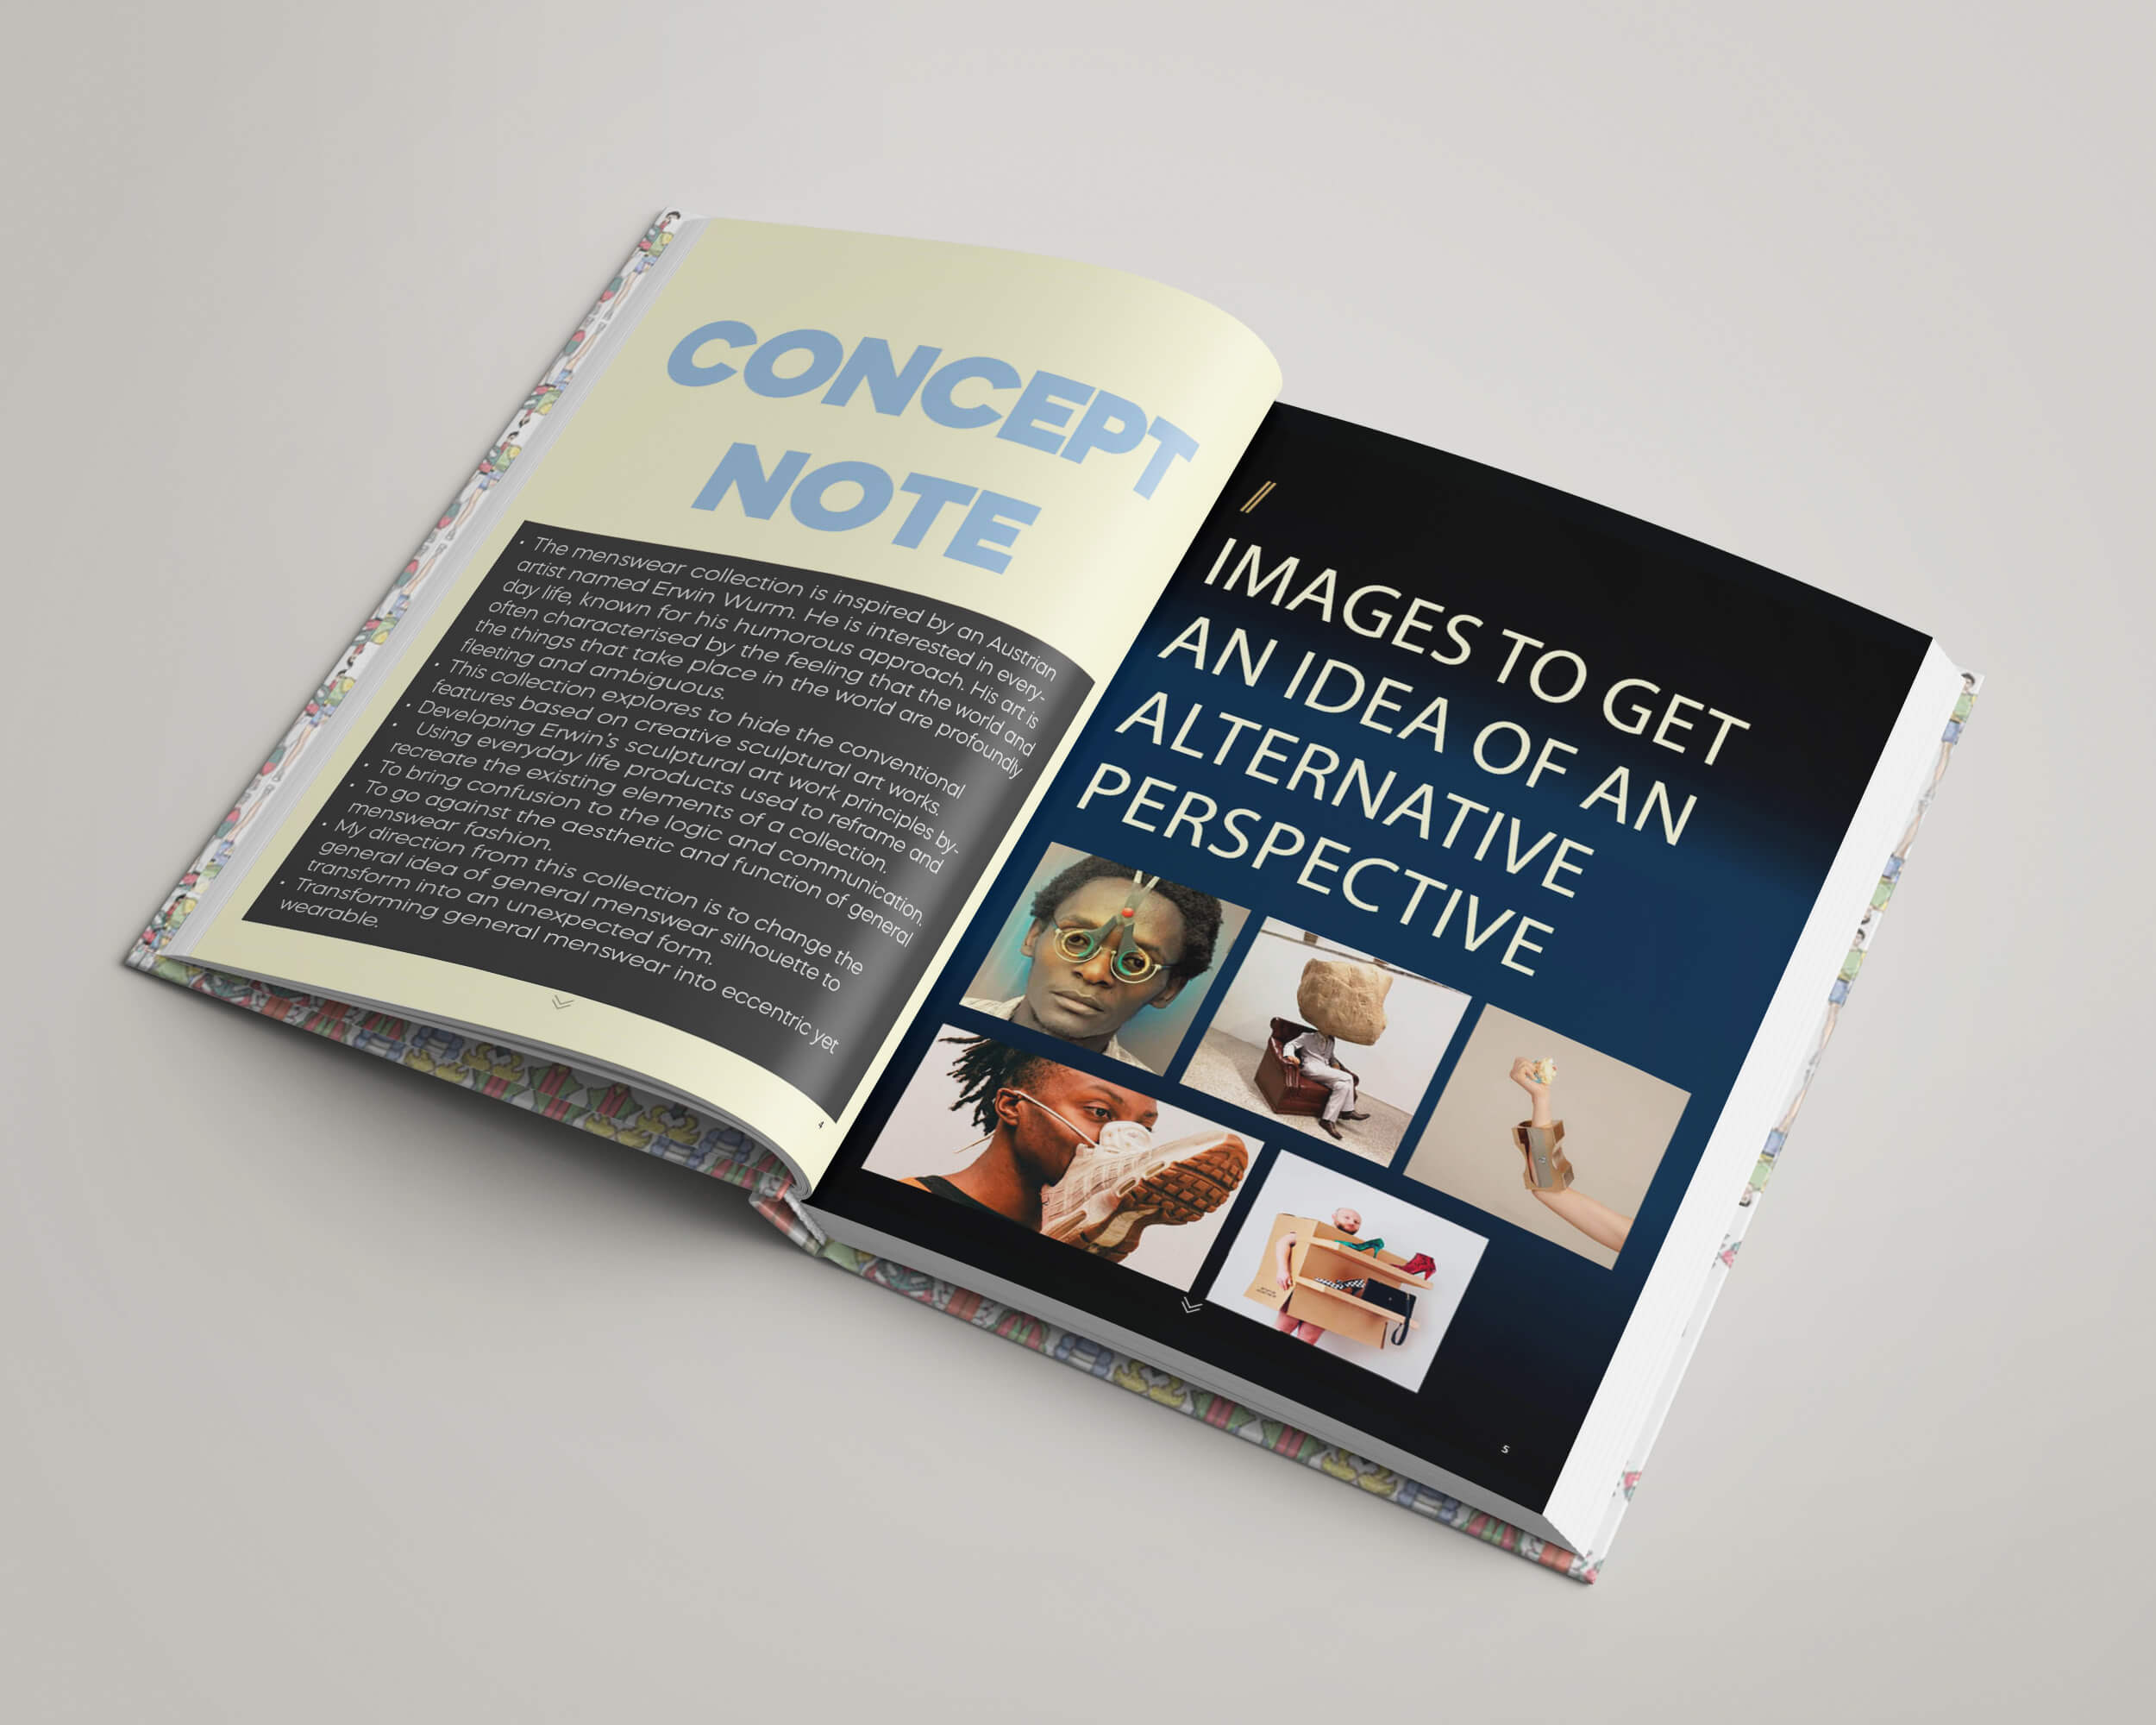 CONCEPT
NOTE
• The menswear collection is inspired by an Austrian
artist named Erwin Wurm. He is interested in every-
day life, known for his humorous approach. His art is
often characterised by the feeling that the world and
the things that take place in the world are profoundly
fleeting and ambiguous.
• This collection explores to hide the conventional
features based on creative sculptural art works.
• Developing Erwin's sculptural art work principles by-
• Using everyday life products used to reframe and
recreate the existing elements of a collection.
• To bring confusion to the logic and communication.
• To go against the aesthetic and function of general
menswear fashion.
• My direction from this collection is to change the
general idea of general menswear silhouette to
transform into an unexpected form.
• Transforming general menswear into eccentric yet
wearable.
4
//
IMAGES TO GET
AN IDEA OF AN
ALTERNATIVE
PERSPECTIVE
5